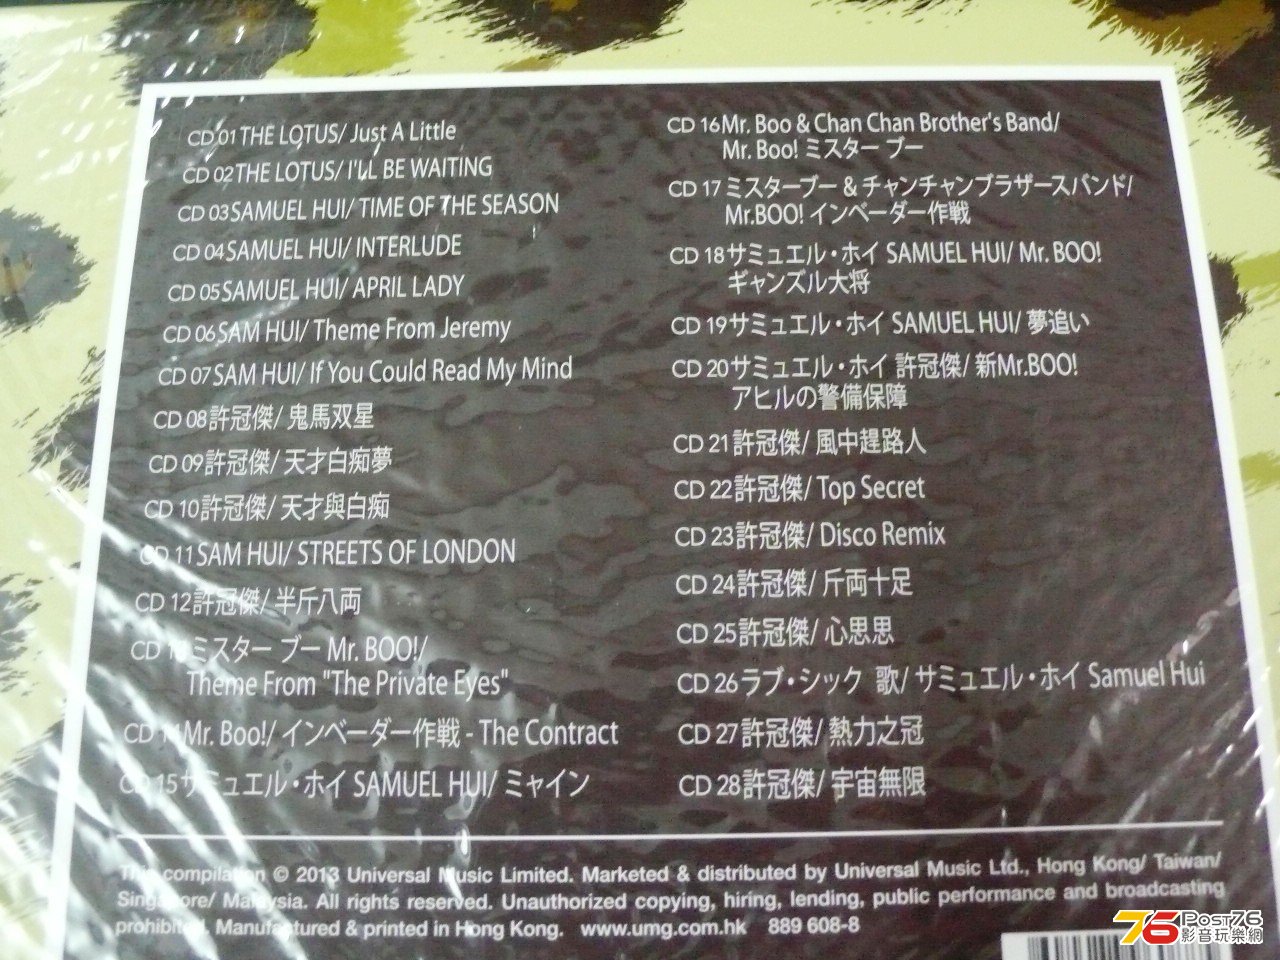 CD 01 THE LOTUS/ Just A Little
CD 02 THE LOTUS/ I'LL BE WAITING
CD 03 SAMUEL HUI/ TIME OF THE SEASON
CD 04 SAMUEL HUI/ INTERLUDE
CD 05 SAMUEL HUI/ APRIL LADY
CD 06 SAM HUI/ Theme From Jeremy
CD 07 SAM HUI/ If You Could Read My Mind
CD 08 許冠傑/ 鬼馬双星
CD 09 許冠傑/ 天才白痴夢
CD 10 許冠傑/ 天才與白痴
CD 11 SAM HUI/ STREETS OF LONDON
CD 12 許冠傑/ 半斤八両
CD 13 ミスター ブー Mr. BOO!/
Theme From "The Private Eyes"
CD 14 Mr. Boo!/ インベーダー作戦 - The Contract
CD 15 サミュエル・ホイ SAMUEL HUI/ ミャイン
CD 16 Mr. Boo & Chan Chan Brother's Band/
Mr. Boo! ミスター ブー
CD 17 ミスターブー & チャンチャンブラザースバンド/
Mr.BOO! インベーダー作戦
CD 18 サミュエル・ホイ SAMUEL HUI/ Mr. BOO!
ギャンズル大将
CD 19 サミュエル・ホイ SAMUEL HUI/ 夢追い
CD 20 サミュエル・ホイ 許冠傑/ 新Mr.BOO!
アヒルの警備保障
CD 21 許冠傑/ 風中趕路人
CD 22 許冠傑/ Top Secret
CD 23 許冠傑/ Disco Remix
CD 24 許冠傑/ 斤両十足
CD 25 許冠傑/ 心思思
CD 26 ラブ・シック 歌/ サミュエル・ホイ Samuel Hui
CD 27 許冠傑/ 熱力之冠
CD 28 許冠傑/ 宇宙無限
This compilation © 2013 Universal Music Limited. Marketed & distributed by Universal Music Ltd., Hong Kong/ Taiwan/
Singapore/ Malaysia. All rights reserved. Unauthorized copying, hiring, lending, public performance and broadcasting
prohibited. Manufactured & printed in Hong Kong. www.umg.com.hk 889 608-8
76 Post76
影音玩樂網